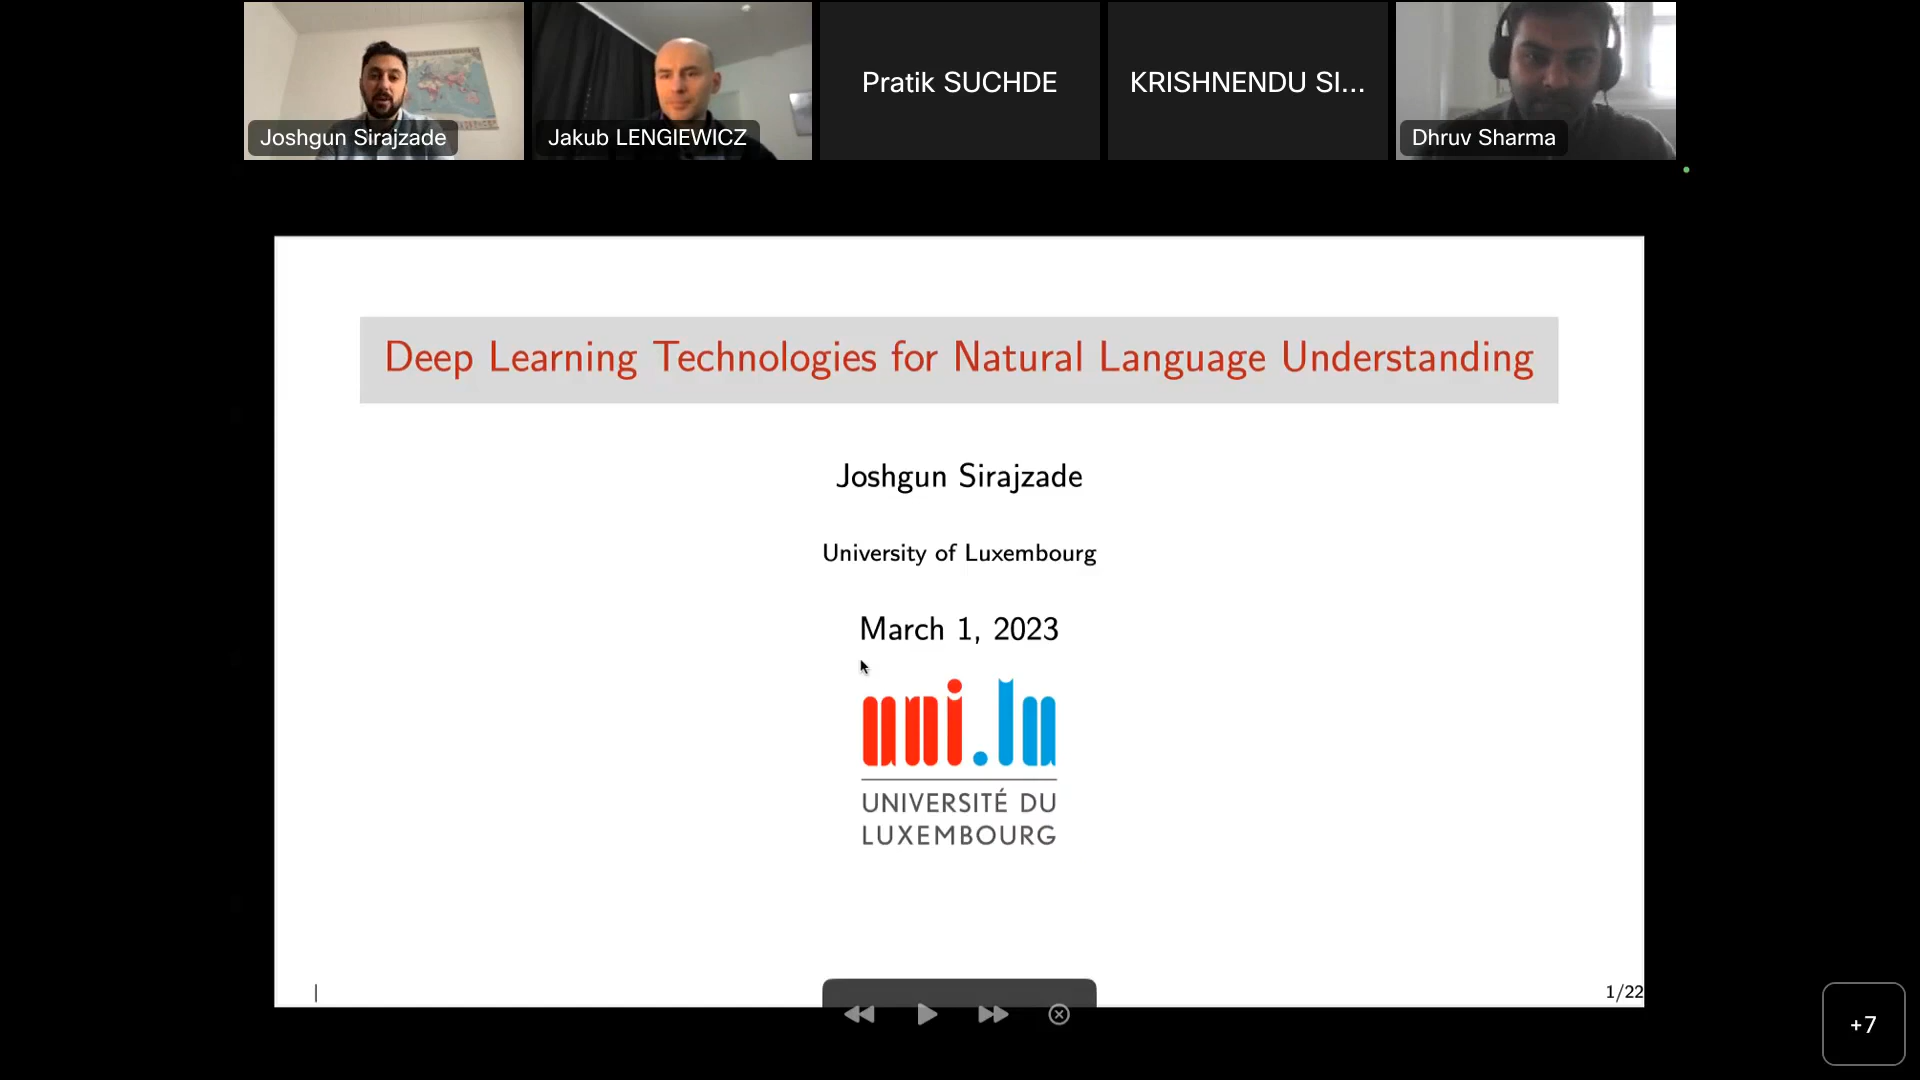 Joshgun Sirajzade
Jakub LENGIEWICZ
Pratik SUCHDE
KRISHNENDU SI...
Dhruv Sharma
Deep Learning Technologies for Natural Language Understanding
Joshgun Sirajzade
University of Luxembourg
March 1, 2023
uni.lu
UNIVERSITÉ DU
LUXEMBOURG
1/22
+7